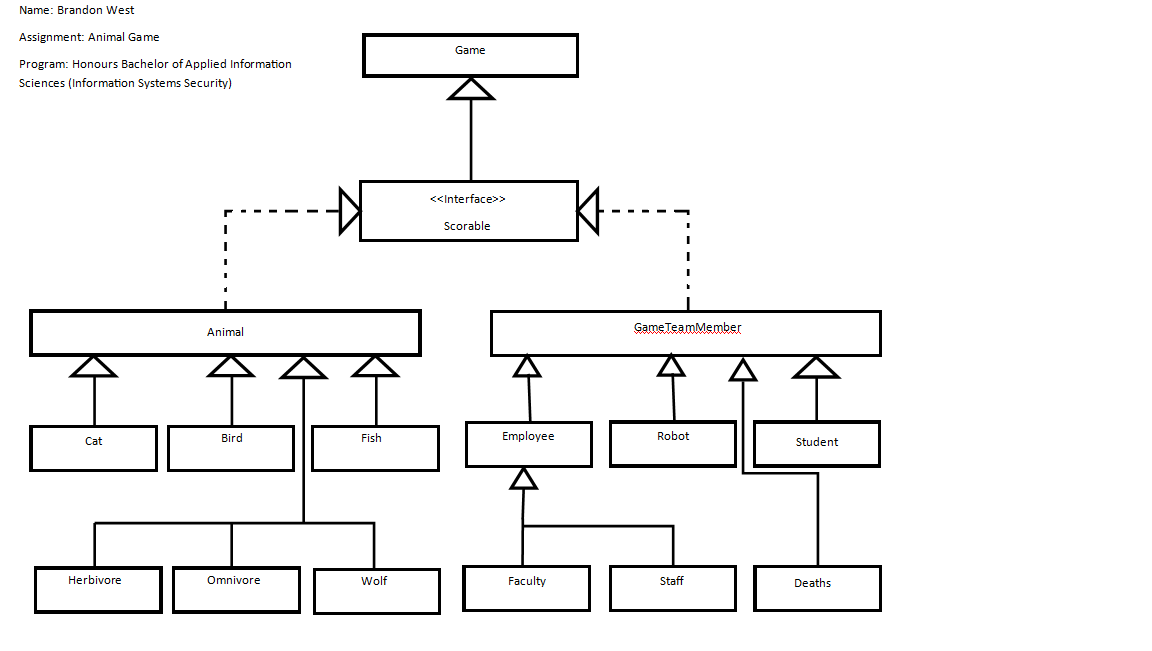 Name: Brandon West
Assignment: Animal Game
Program: Honours Bachelor of Applied Information
Sciences (Information Systems Security)
Game
<<Interface>>
Scorable
Animal
GameTeamMember
Cat
Bird
Fish
Employee
Robot
Student
Herbivore
Omnivore
Wolf
Faculty
Staff
Deaths